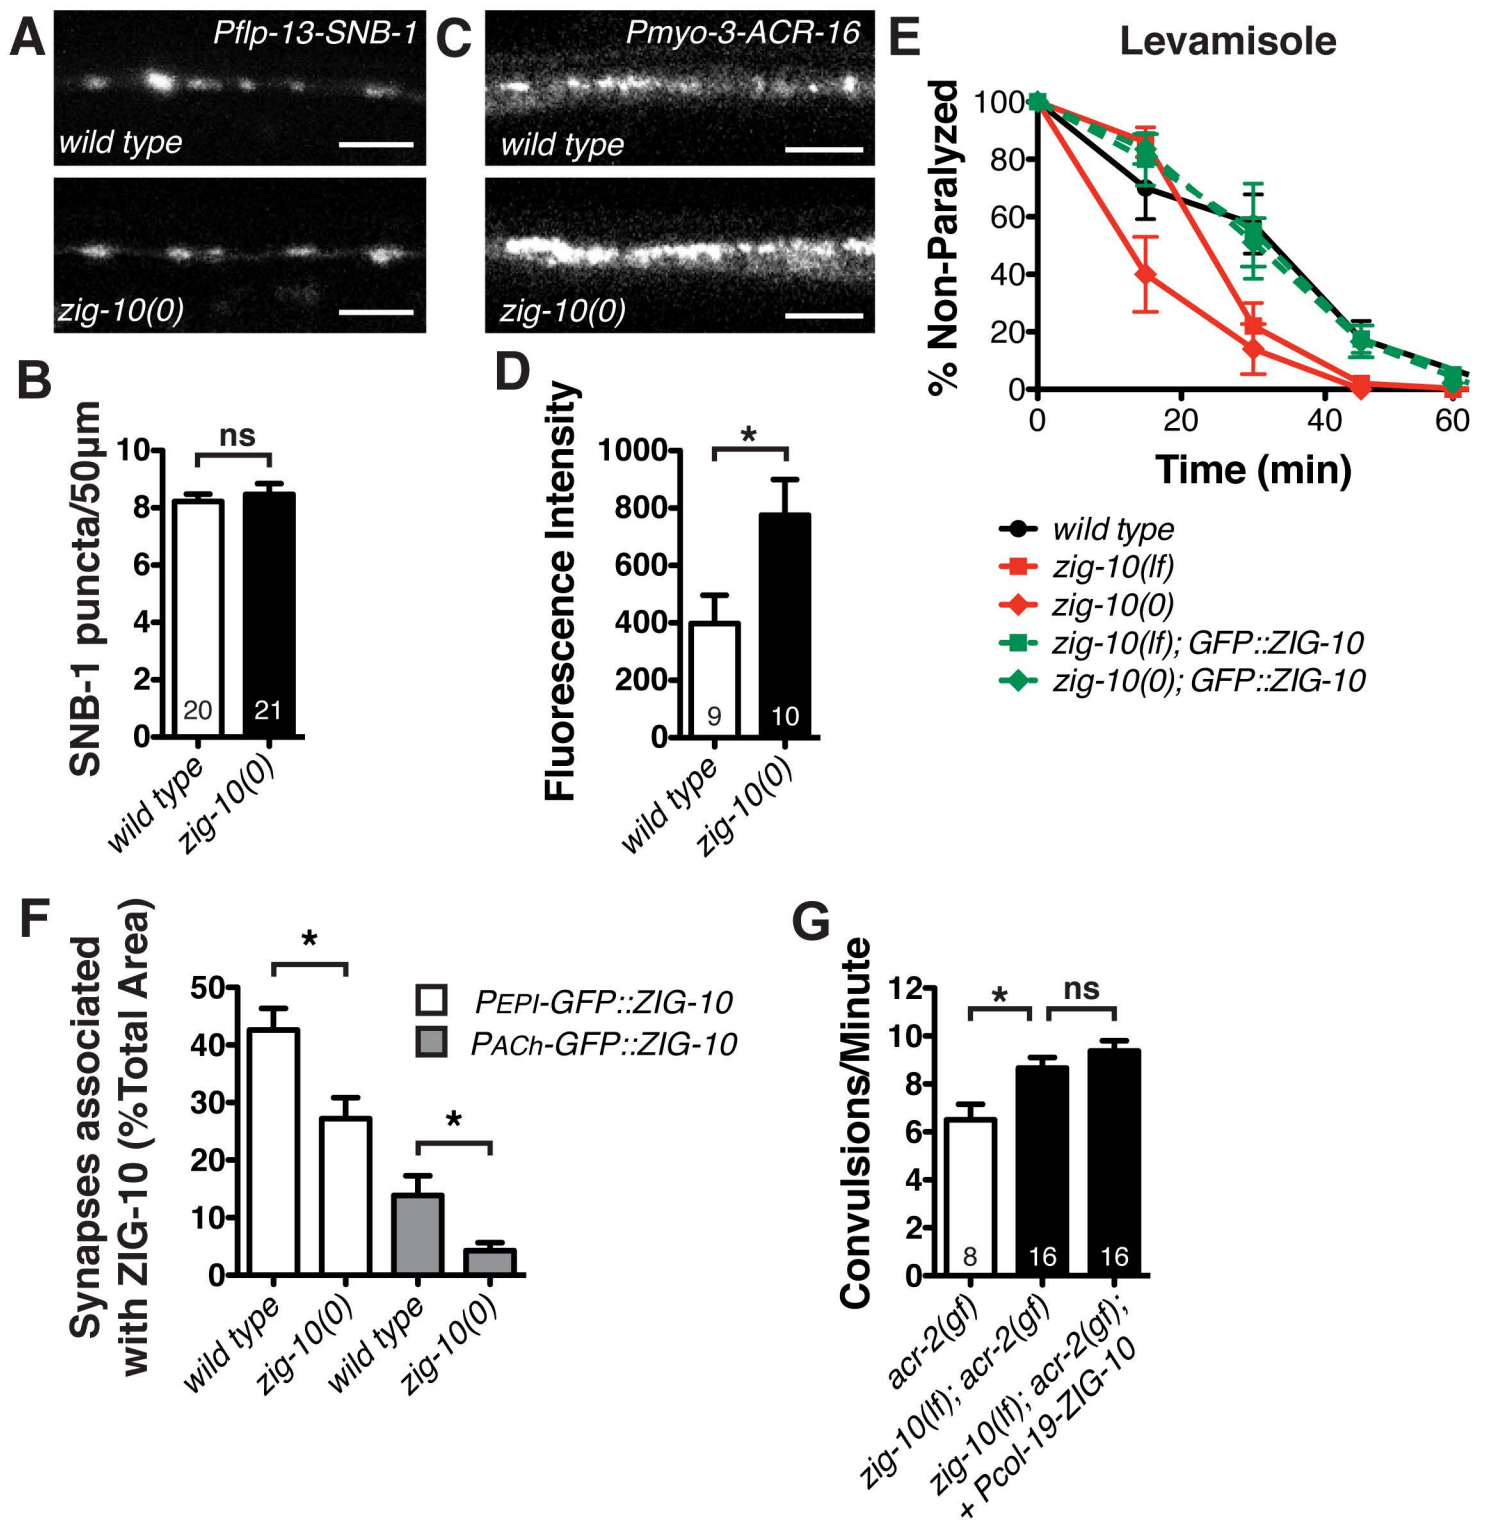 A
Pflp-13-SNB-1
wild type
zig-10(0)
C
Pmyo-3-ACR-16
wild type
zig-10(0)
E
Levamisole
% Non-Paralyzed
100
80
60
40
20
0
0 20 40 60
Time (min)
wild type
zig-10(lf)
zig-10(0)
zig-10(lf); GFP::ZIG-10
zig-10(0); GFP::ZIG-10
B
SNB-1 puncta/50µm
10
8
6
4
2
0
ns
20 21
wild type
zig-10(0)
D
Fluorescence Intensity
1000
800
600
400
200
0
*
9 10
wild type
zig-10(0)
F
Synapses associated
with ZIG-10 (%Total Area)
50
40
30
20
10
0
*
*
PEPI-GFP::ZIG-10
PACh-GFP::ZIG-10
wild type
zig-10(0)
wild type
zig-10(0)
G
Convulsions/Minute
12
10
8
6
4
2
0
* ns
8 16 16
acr-2(gf)
zig-10(lf); acr-2(gf)
zig-10(lf); acr-2(gf);
+ Pcol-19-ZIG-10